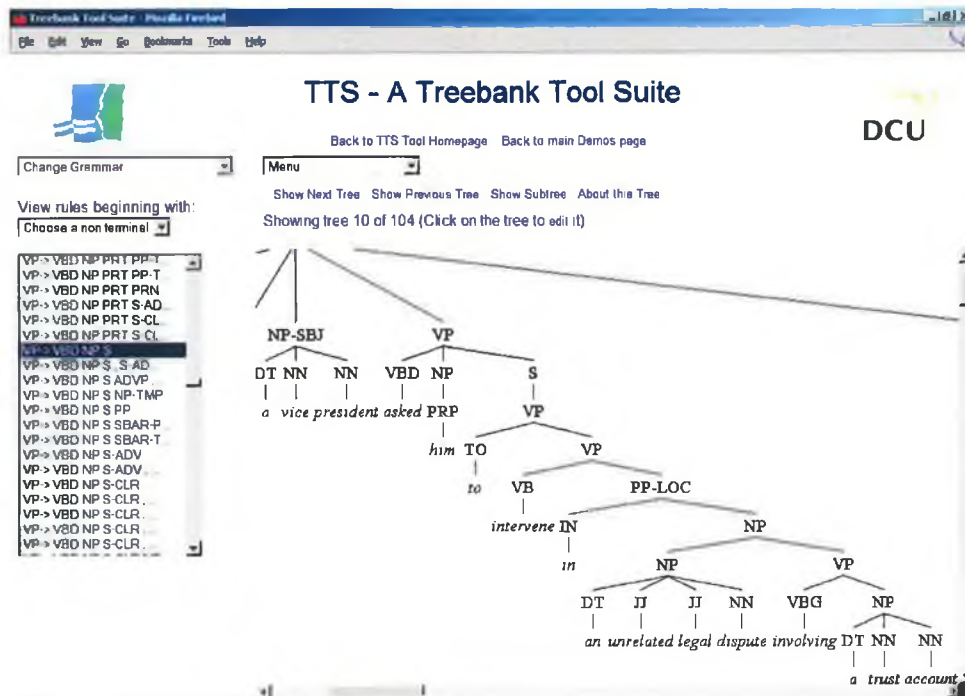 Treebank Tool Suite - Mozilla Firebird
File Edit View Go Bookmarks Tools Help
TTS - A Treebank Tool Suite
DCU
Back to TTS Tool Homepage Back to main Demos page
Change Grammar
Menu
Show Next Tree Show Previous Tree Show Subtree About this Tree
View rules beginning with:
Showing tree 10 of 104 (Click on the tree to edit it)
Choose a non terminal
VP-> VBD NP PRT PP-T
VP-> VBD NP PRT PP-T
VP-> VBD NP PRT PRN
VP-> VBD NP PRT S-AD...
VP-> VBD NP PRT S-CL...
VP-> VBD NP PRT S-CL
VP-> VBD NP S
VP-> VBD NP S , S-AD...
VP-> VBD NP S ADVP
VP-> VBD NP S NP-TMP
VP-> VBD NP S PP
VP-> VBD NP S SBAR-P...
VP-> VBD NP S SBAR-T
VP-> VBD NP S-ADV
VP-> VBD NP S-ADV ...
VP-> VBD NP S-CLR
VP-> VBD NP S-CLR ...
VP-> VBD NP S-CLR ...
VP-> VBD NP S-CLR ...
VP-> VBD NP S-CLR ...
NP-SBJ VP
DT NN NN VBD NP S
a vice president asked PRP VP
him TO VP
to VB PP-LOC
intervene IN NP
in NP VP
DT JJ JJ NN VBG NP
an unrelated legal dispute involving DT NN NN
a trust account